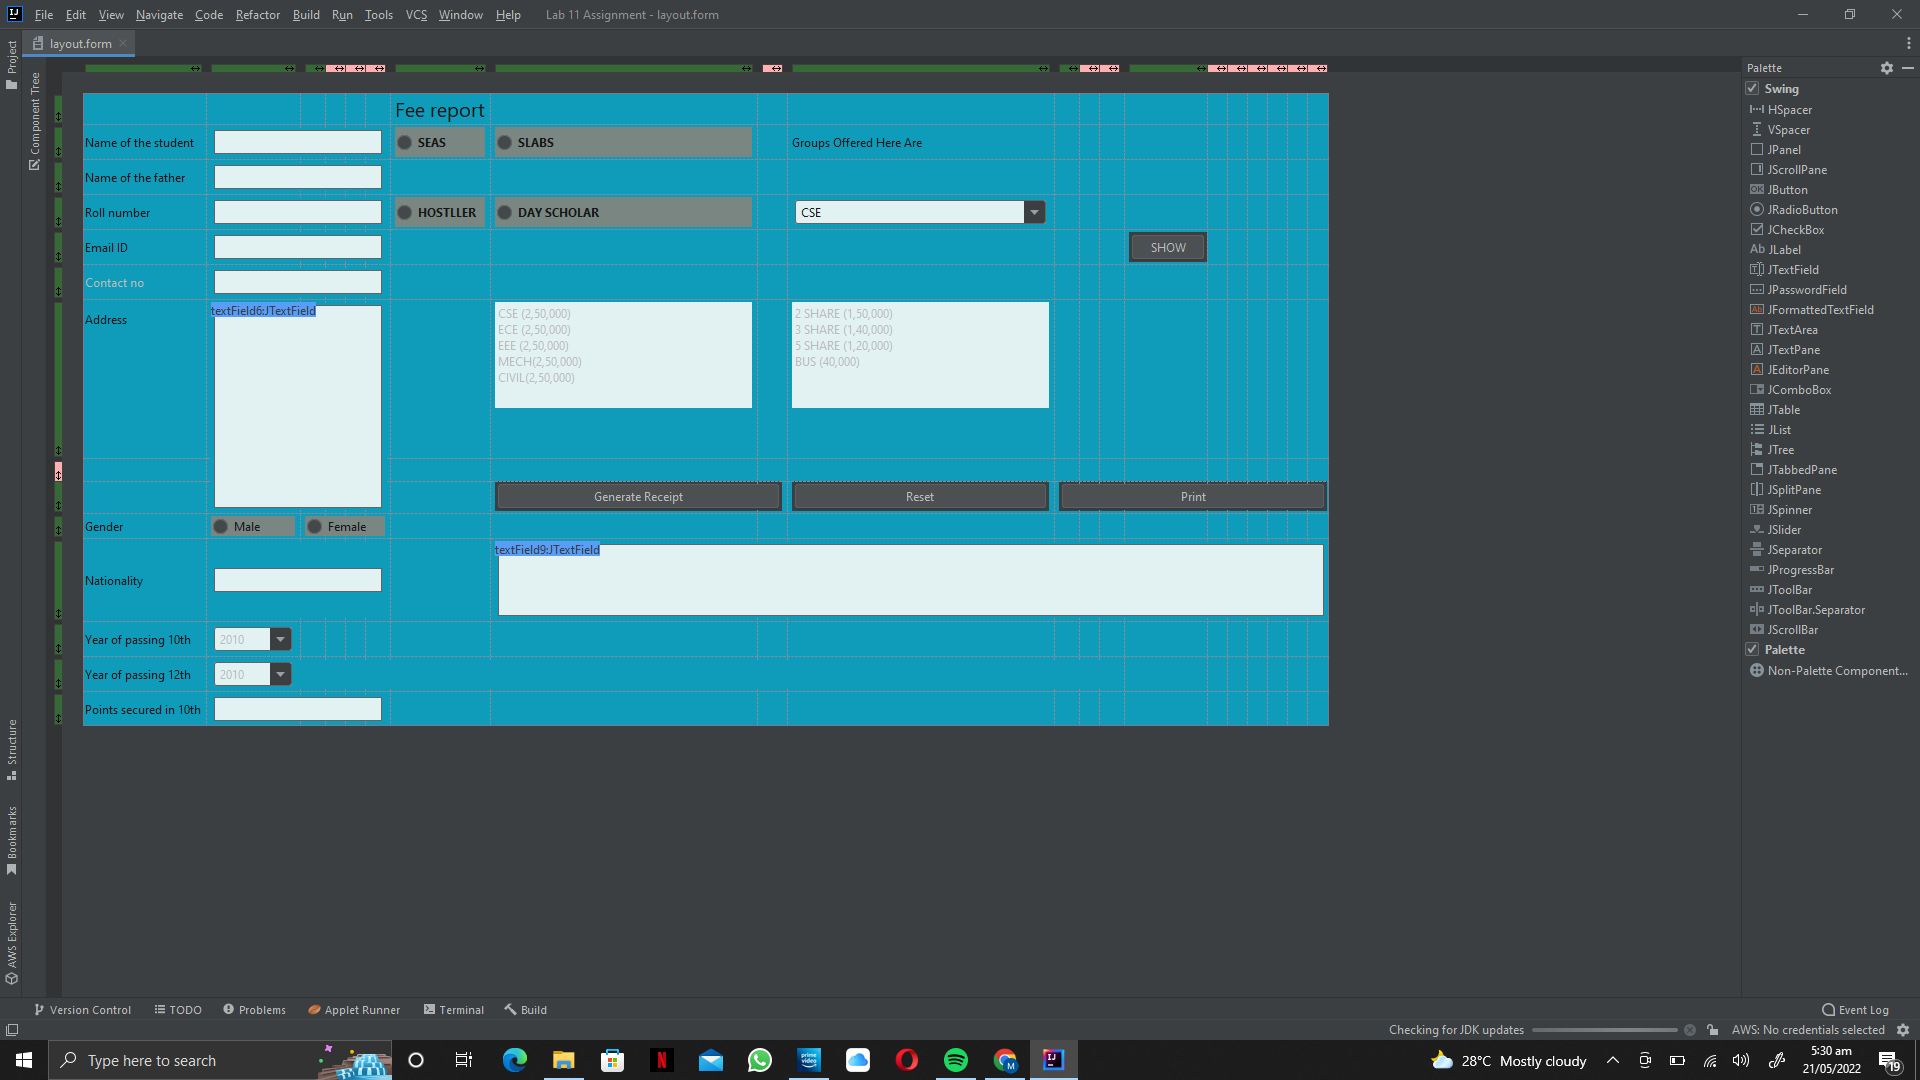 File Edit View Navigate Code Refactor Build Run Tools VCS Window Help Lab 11 Assignment - layout.form
layout.form
Project
Component Tree
Structure
Bookmarks
AWS Explorer
Fee report
Name of the student SEAS SLABS Groups Offered Here Are
Name of the father
Roll number HOSTLLER DAY SCHOLAR CSE
Email ID SHOW
Contact no
Address
textField6:JTextField
CSE (2,50,000)
ECE (2,50,000)
EEE (2,50,000)
MECH(2,50,000)
CIVIL(2,50,000)
2 SHARE (1,50,000)
3 SHARE (1,40,000)
5 SHARE (1,20,000)
BUS (40,000)
Generate Receipt Reset Print
Gender Male Female
textField9:JTextField
Nationality
Year of passing 10th 2010
Year of passing 12th 2010
Points secured in 10th
Palette
Swing
HSpacer
VSpacer
JPanel
JScrollPane
OK JButton
JRadioButton
JCheckBox
Ab JLabel
JTextField
JPasswordField
JFormattedTextField
JTextArea
JTextPane
JEditorPane
JComboBox
JTable
JList
JTree
JTabbedPane
JSplitPane
JSpinner
JSlider
JSeparator
JProgressBar
JToolBar
JToolBar.Separator
JScrollBar
Palette
Non-Palette Component...
Version Control TODO Problems Applet Runner Terminal Build Event Log
Checking for JDK updates AWS: No credentials selected
Type here to search
prime video
28°C Mostly cloudy
5:30 am
21/05/2022
19